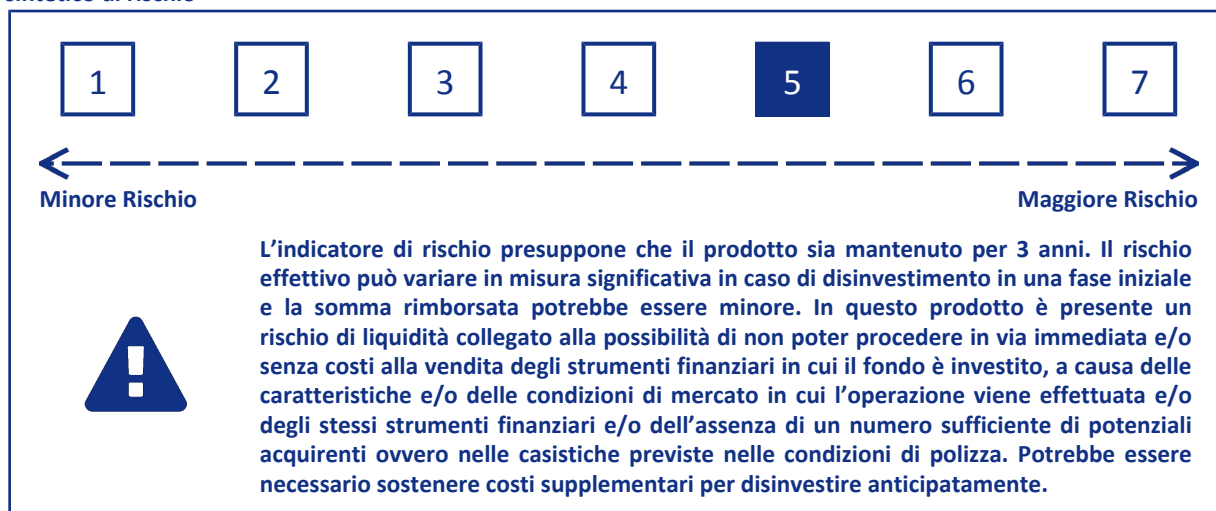 sintetico di rischio
1 2 3 4 5 6 7
Minore Rischio Maggiore Rischio
L’indicatore di rischio presuppone che il prodotto sia mantenuto per 3 anni. Il rischio
effettivo può variare in misura significativa in caso di disinvestimento in una fase iniziale
e la somma rimborsata potrebbe essere minore. In questo prodotto è presente un
rischio di liquidità collegato alla possibilità di non poter procedere in via immediata e/o
senza costi alla vendita degli strumenti finanziari in cui il fondo è investito, a causa delle
caratteristiche e/o delle condizioni di mercato in cui l’operazione viene effettuata e/o
degli stessi strumenti finanziari e/o dell’assenza di un numero sufficiente di potenziali
acquirenti ovvero nelle casistiche previste nelle condizioni di polizza. Potrebbe essere
necessario sostenere costi supplementari per disinvestire anticipatamente.